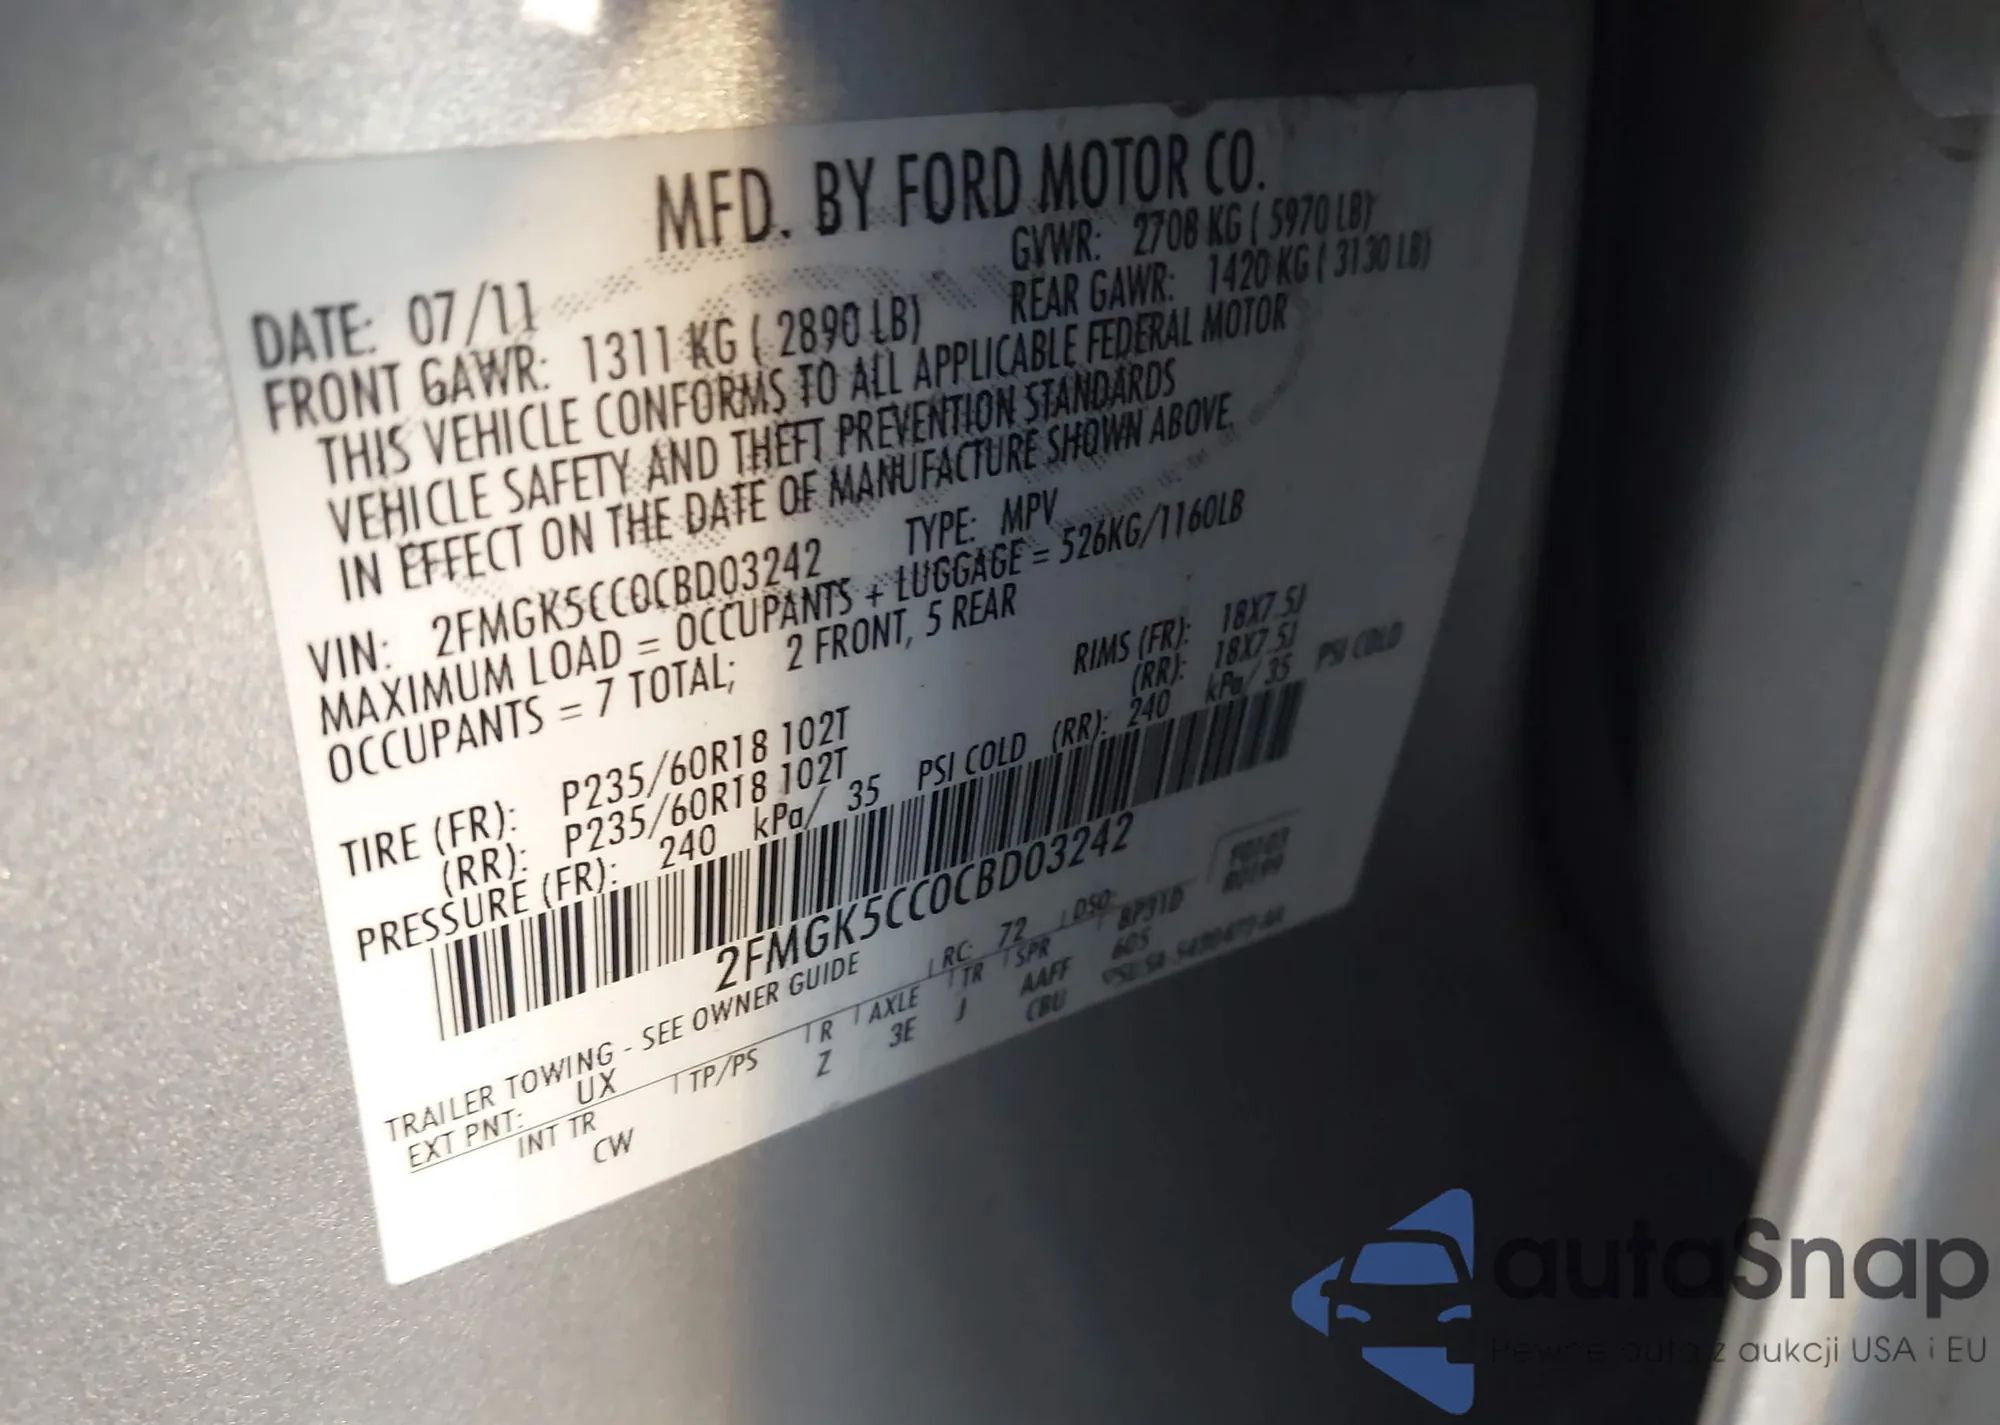 MFD. BY FORD MOTOR CO.
DATE: 07/11
GVWR: 2708 KG ( 5970 LB)
FRONT GAWR: 1311 KG ( 2890 LB)
REAR GAWR: 1420 KG ( 3130 LB)
THIS VEHICLE CONFORMS TO ALL APPLICABLE FEDERAL MOTOR
VEHICLE SAFETY AND THEFT PREVENTION STANDARDS
IN EFFECT ON THE DATE OF MANUFACTURE SHOWN ABOVE.
VIN: 2FMGK5CC0CBD03242
TYPE: MPV
MAXIMUM LOAD = OCCUPANTS + LUGGAGE = 526KG/1160LB
OCCUPANTS = 7 TOTAL; 2 FRONT, 5 REAR
TIRE (FR): P235/60R18 102T
RIMS (FR): 18X7.5J
(RR): P235/60R18 102T
(RR): 18X7.5J
PRESSURE (FR): 240 kPa/ 35 PSI COLD (RR): 240 kPa/ 35 PSI COLD
2FMGK5CC0CBD03242
TRAILER TOWING - SEE OWNER GUIDE
EXT PNT: UX RC: 72 DSO:
INT TR TP/PS R AXLE TR SPR
CW Z 3E J AAFF
CBU
605
BP31D
autaSnap
Pewne auta z aukcji USA i EU